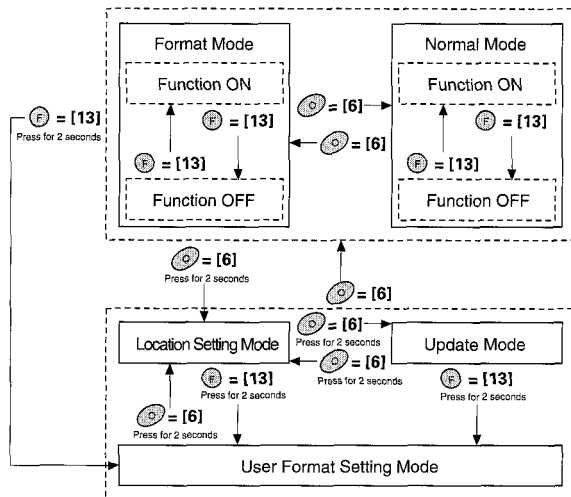 Format Mode
Normal Mode
Function ON
Function ON
F = [13]
Press for 2 seconds
O = [6]
F = [13]
F = [13]
O = [6]
F = [13]
F = [13]
Function OFF
Function OFF
O = [6]
Press for 2 seconds
O = [6]
O = [6]
Press for 2 seconds
Location Setting Mode
Update Mode
O = [6]
Press for 2 seconds
F = [13]
Press for 2 seconds
F = [13]
Press for 2 seconds
O = [6]
Press for 2 seconds
User Format Setting Mode